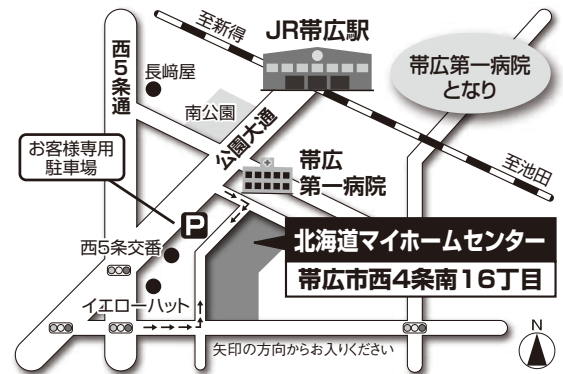 至新得
JR帯広駅
西5条通
長崎屋
帯広第一病院
となり
南公園
公園大通
お客様専用
駐車場
帯広
第一病院
至池田
P
北海道マイホームセンター
西5条交番
帯広市西4条南16丁目
イエローハット
矢印の方向からお入りください
N